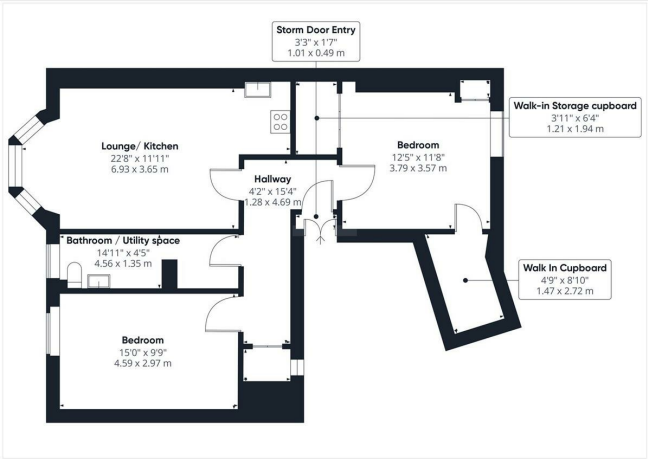 Storm Door Entry
3'3" x 1'7"
1.01 x 0.49 m
Walk-in Storage cupboard
3'11" x 6'4"
1.21 x 1.94 m
Lounge/ Kitchen
22'8" x 11'11"
6.93 x 3.65 m
Bedroom
12'5" x 11'8"
3.79 x 3.57 m
Hallway
4'2" x 15'4"
1.28 x 4.69 m
Bathroom / Utility space
14'11" x 4'5"
4.56 x 1.35 m
Walk In Cupboard
4'9" x 8'10"
1.47 x 2.72 m
Bedroom
15'0" x 9'9"
4.59 x 2.97 m